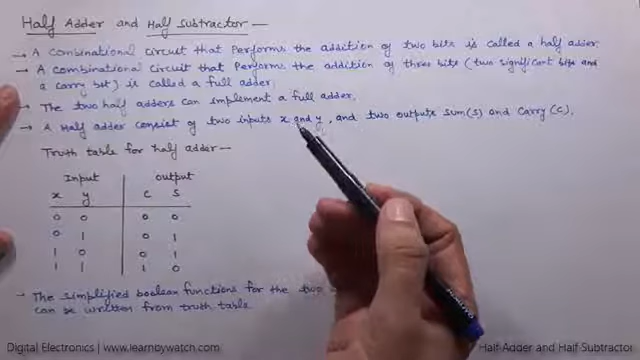 Half Adder and Half Subtractor —
→ A combinational circuit that performs the addition of two bits is called a half adder.
→ A combinational circuit that performs the addition of three bits (two significant bits and
a carry bit) is called a full adder.
→ The two half adders can implement a full adder.
→ A Half adder consist of two inputs x and y, and two outputs sum(s) and carry(c).
Truth table for half adder —
Input output
x y c s
0 0 0 0
0 1 0 1
1 0 0 1
1 1 1 0
→ The simplified boolean functions for the two
can be written from truth table
Digital Electronics | www.learnbywatch.com Half-Adder and Half-Subtractor